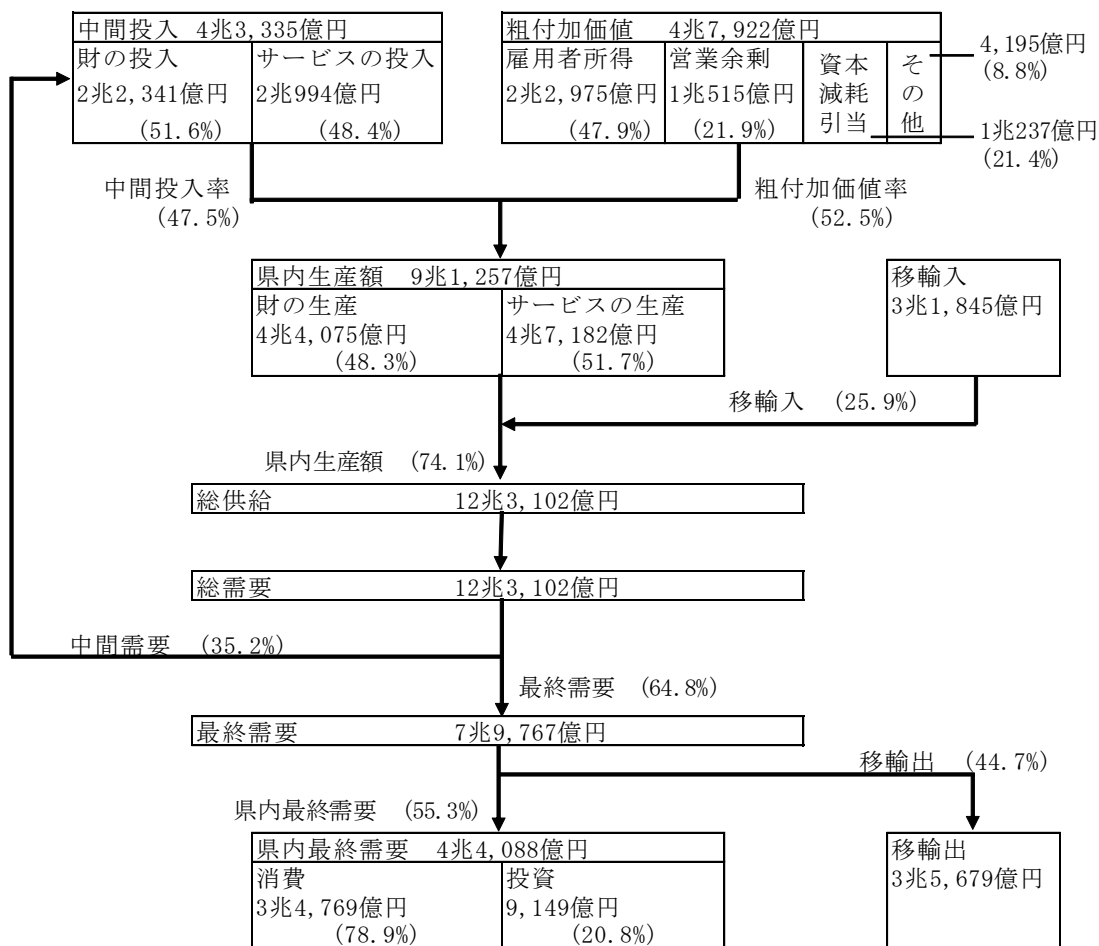 中間投入 4兆3,335億円
財の投入
2兆2,341億円
(51.6%)
サービスの投入
2兆994億円
(48.4%)
粗付加価値 4兆7,922億円
雇用者所得
2兆2,975億円
(47.9%)
営業余剰
1兆515億円
(21.9%)
資本
減耗
引当
その他
4,195億円
(8.8%)
1兆237億円
(21.4%)
中間投入率
(47.5%)
粗付加価値率
(52.5%)
県内生産額 9兆1,257億円
財の生産
4兆4,075億円
(48.3%)
サービスの生産
4兆7,182億円
(51.7%)
移輸入
3兆1,845億円
移輸入 (25.9%)
県内生産額 (74.1%)
総供給 12兆3,102億円
総需要 12兆3,102億円
中間需要 (35.2%)
最終需要 (64.8%)
最終需要 7兆9,767億円
移輸出 (44.7%)
県内最終需要 (55.3%)
県内最終需要 4兆4,088億円
消費
3兆4,769億円
(78.9%)
投資
9,149億円
(20.8%)
移輸出
3兆5,679億円